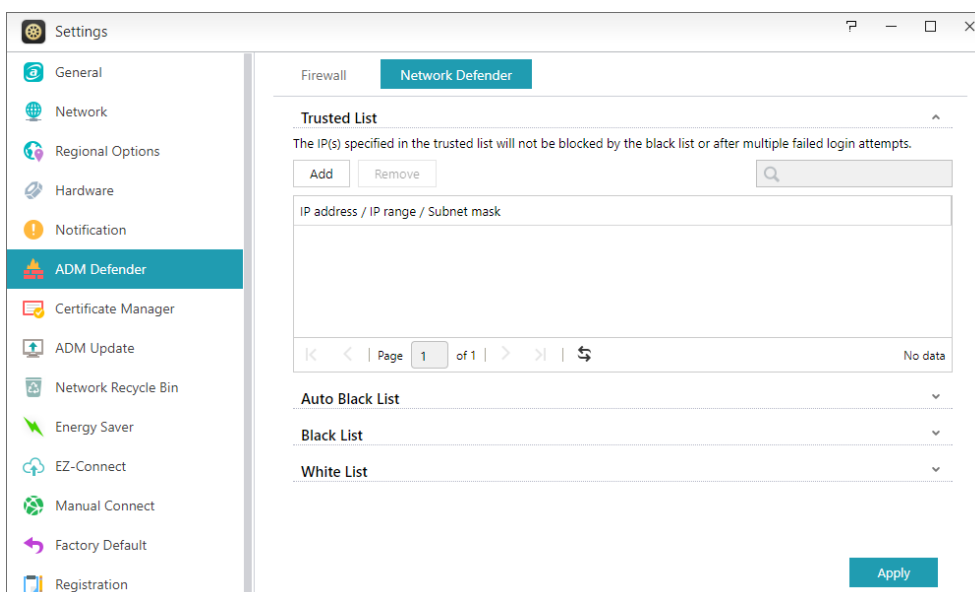 Settings
General
Network
Regional Options
Hardware
Notification
ADM Defender
Certificate Manager
ADM Update
Network Recycle Bin
Energy Saver
EZ-Connect
Manual Connect
Factory Default
Registration
Firewall Network Defender
Trusted List
The IP(s) specified in the trusted list will not be blocked by the black list or after multiple failed login attempts.
Add Remove
IP address / IP range / Subnet mask
Page 1 of 1 No data
Auto Black List
Black List
White List
Apply